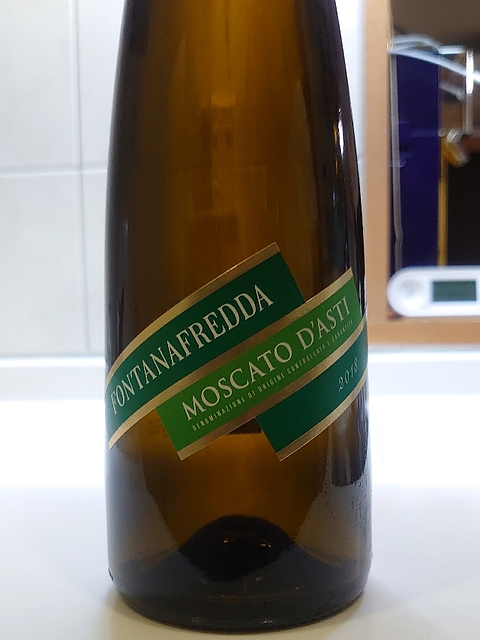 FONTANAFREDDA
MOSCATO D'ASTI
DENOMINAZIONE DI ORIGINE CONTROLLATA E GARANTITA
2018